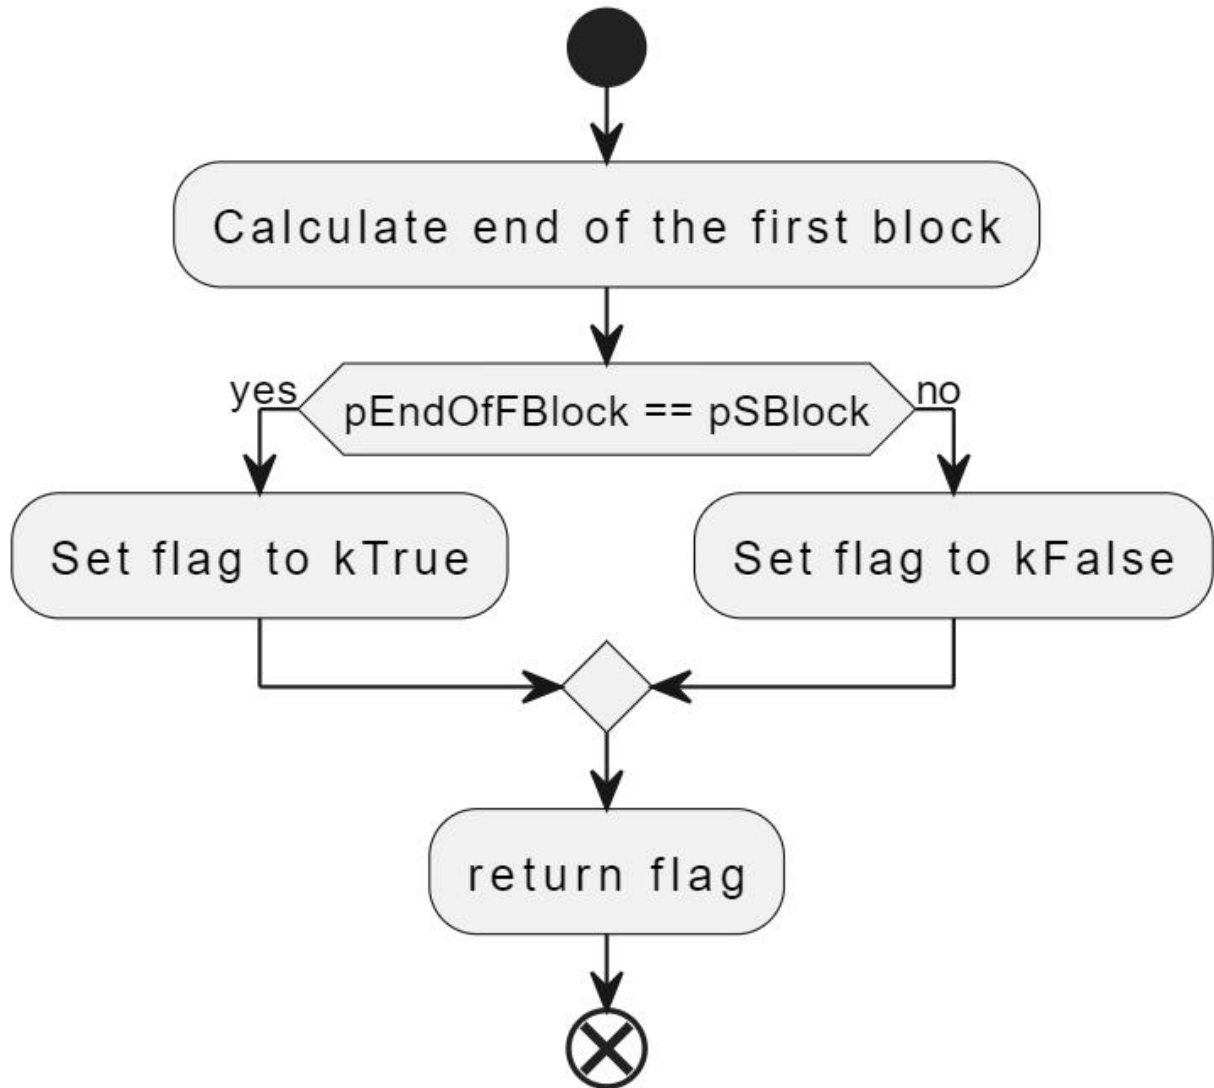 Calculate end of the first block
yes
pEndOfFBlock == pSBlock
no
Set flag to kTrue
Set flag to kFalse
return flag